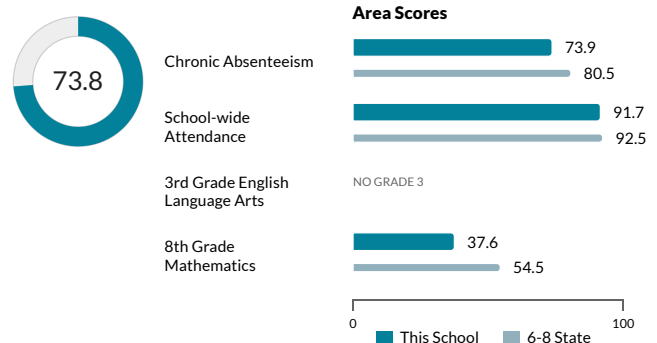 Area Scores
73.8
Chronic Absenteeism
73.9
80.5
School-wide
Attendance
91.7
92.5
3rd Grade English
Language Arts
NO GRADE 3
8th Grade
Mathematics
37.6
54.5
0
100
This School
6-8 State